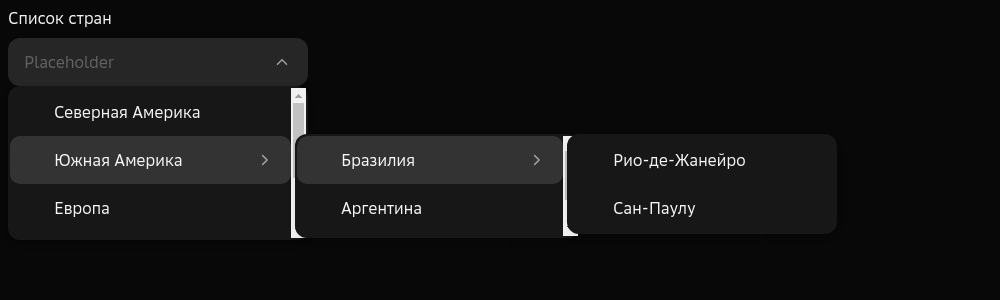 Список стран
Placeholder
Северная Америка
Южная Америка
Бразилия
Рио-де-Жанейро
Европа
Аргентина
Сан-Паулу